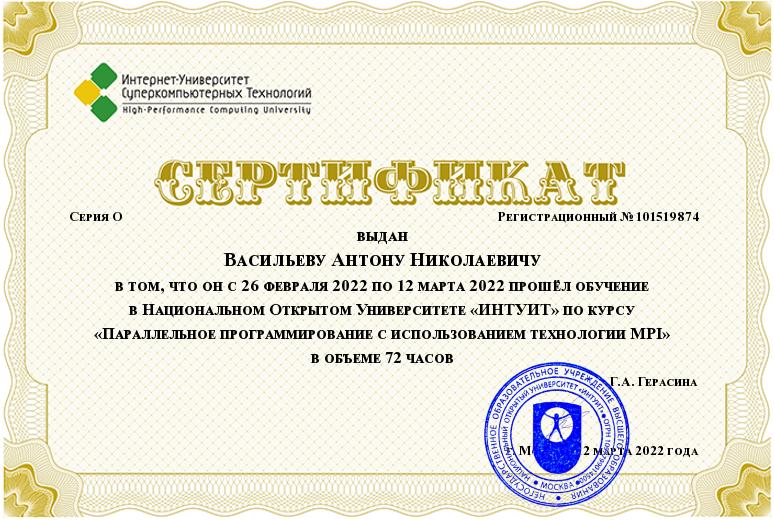 Интернет-Университет
Суперкомпьютерных Технологий
High-Performance Computing University
СЕРТИФИКАТ
Серия О
Регистрационный № 101519874
выдан
Васильеву Антону Николаевичу
в том, что он с 26 февраля 2022 по 12 марта 2022 прошёл обучение
в Национальном Открытом Университете «ИНТУИТ» по курсу
«Параллельное программирование с использованием технологии MPI»
в объеме 72 часов
Г.А. Герасина
2 марта 2022 года
НЕГОСУДАРСТВЕННОЕ ОБРАЗОВАТЕЛЬНОЕ УЧРЕЖДЕНИЕ ВЫСШЕГО ОБРАЗОВАНИЯ
НАЦИОНАЛЬНЫЙ ОТКРЫТЫЙ УНИВЕРСИТЕТ «ИНТУИТ» ОГРН
МОСКВА